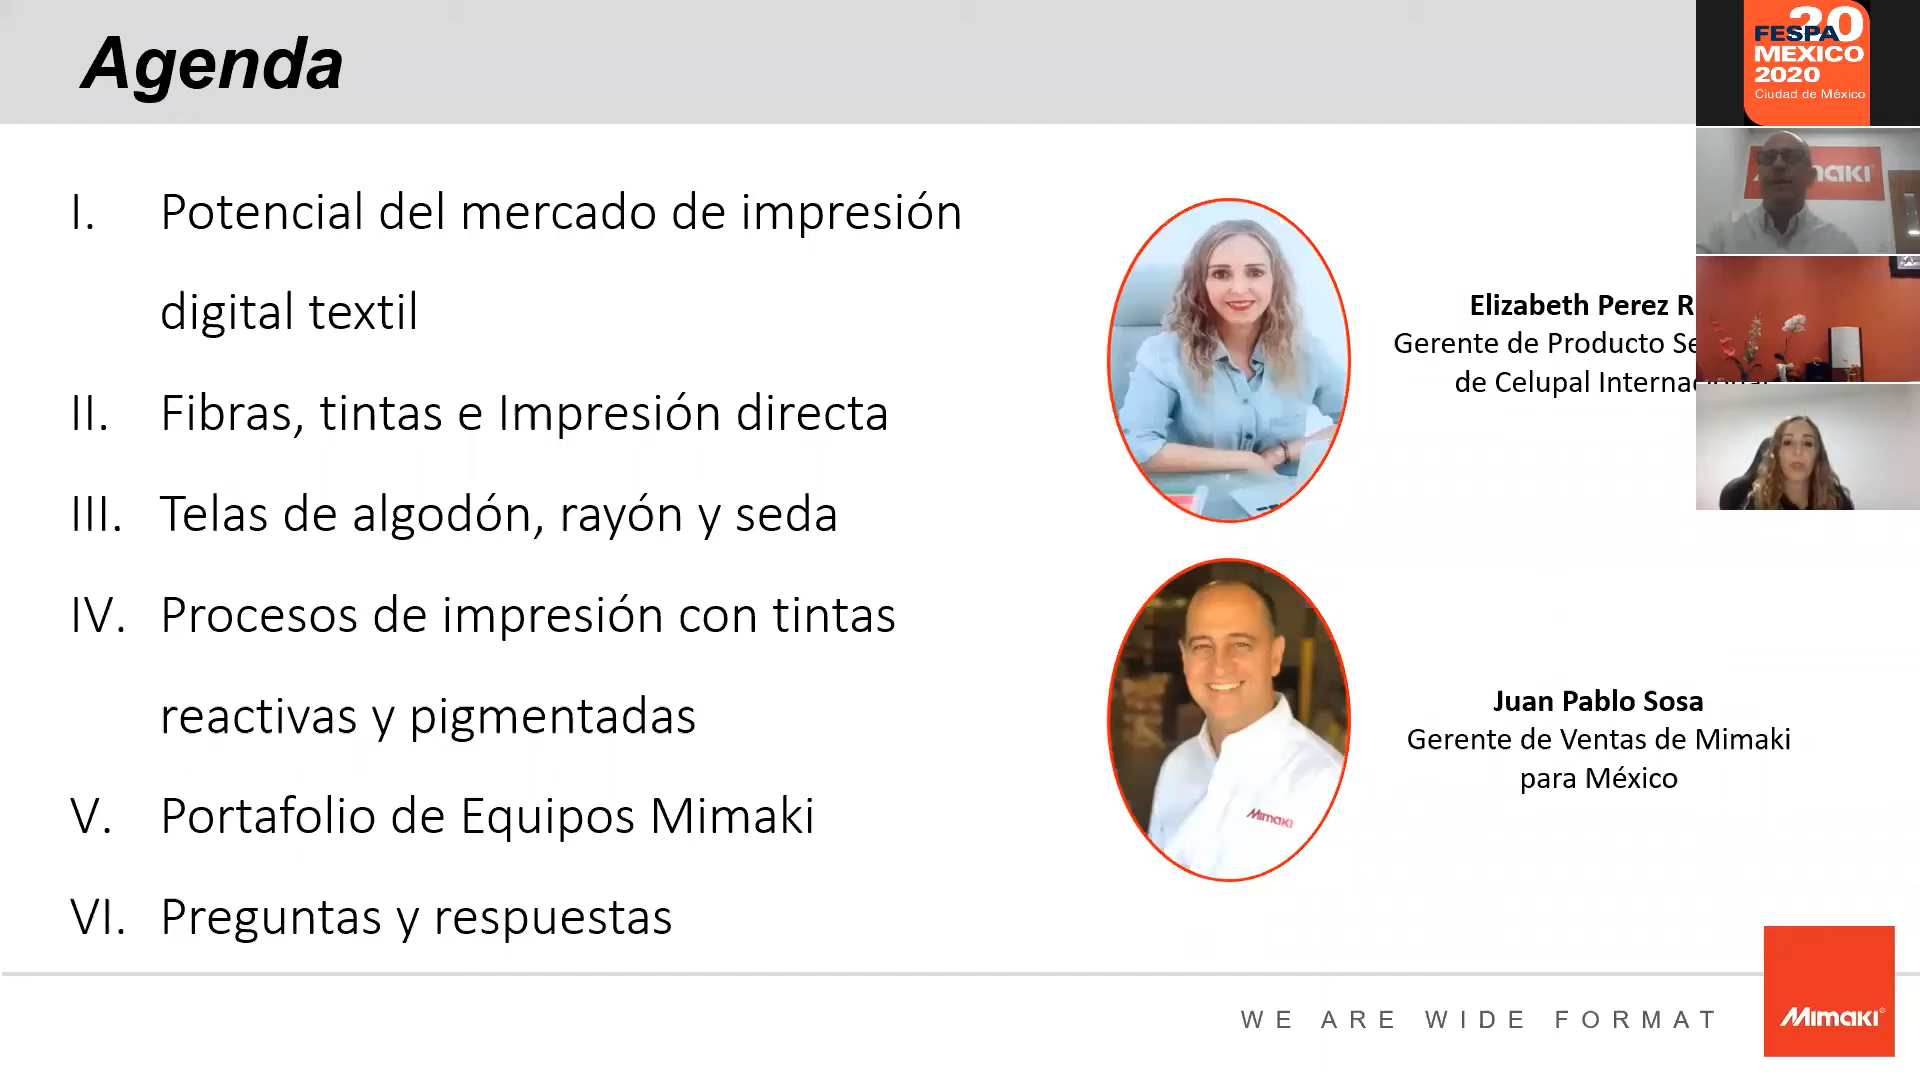 Agenda
I. Potencial del mercado de impresión
digital textil
II. Fibras, tintas e Impresión directa
III. Telas de algodón, rayón y seda
IV. Procesos de impresión con tintas
reactivas y pigmentadas
V. Portafolio de Equipos Mimaki
VI. Preguntas y respuestas
Elizabeth Perez R
Gerente de Producto Se
de Celupal Internacional
Mimaki
Juan Pablo Sosa
Gerente de Ventas de Mimaki
para México
20
FESPA
MEXICO
2020
Ciudad de México
WE ARE WIDE FORMAT
Mimaki